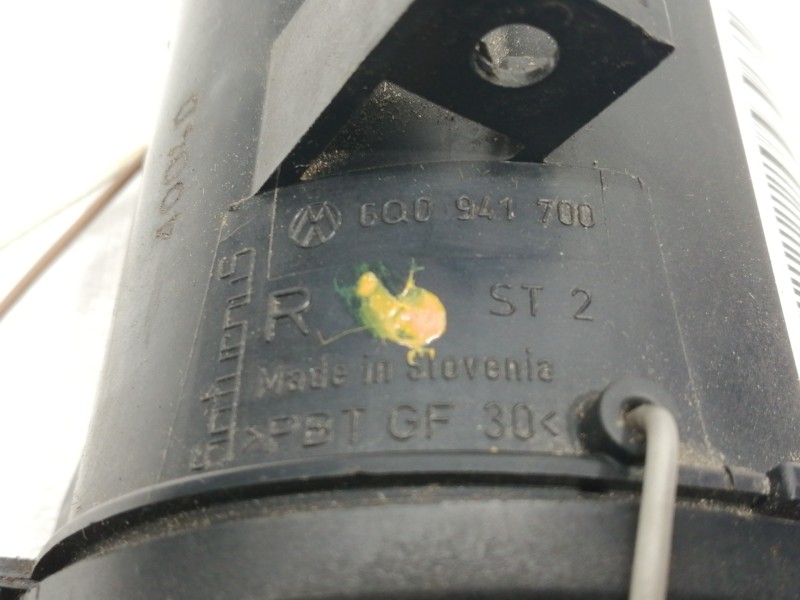 6Q0 941 700
R
ST 2
Made in Slovenia
>PBT GF 30<